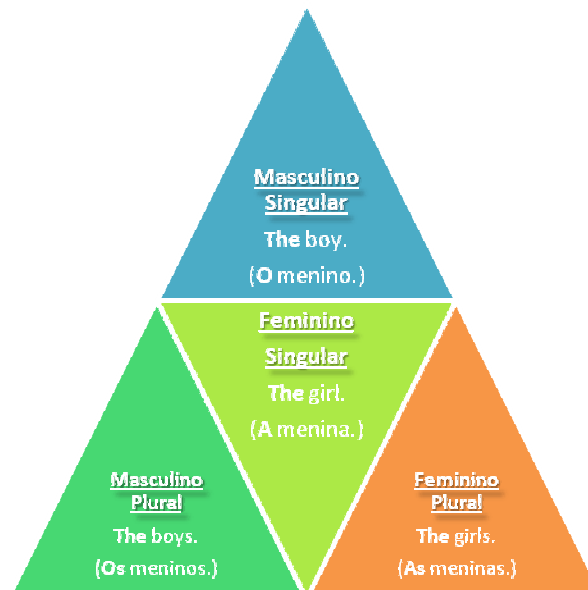 Masculino
Singular
The boy.
(O menino.)
Feminino
Singular
The girl.
(A menina.)
Masculino
Plural
The boys.
(Os meninos.)
Feminino
Plural
The girls.
(As meninas.)